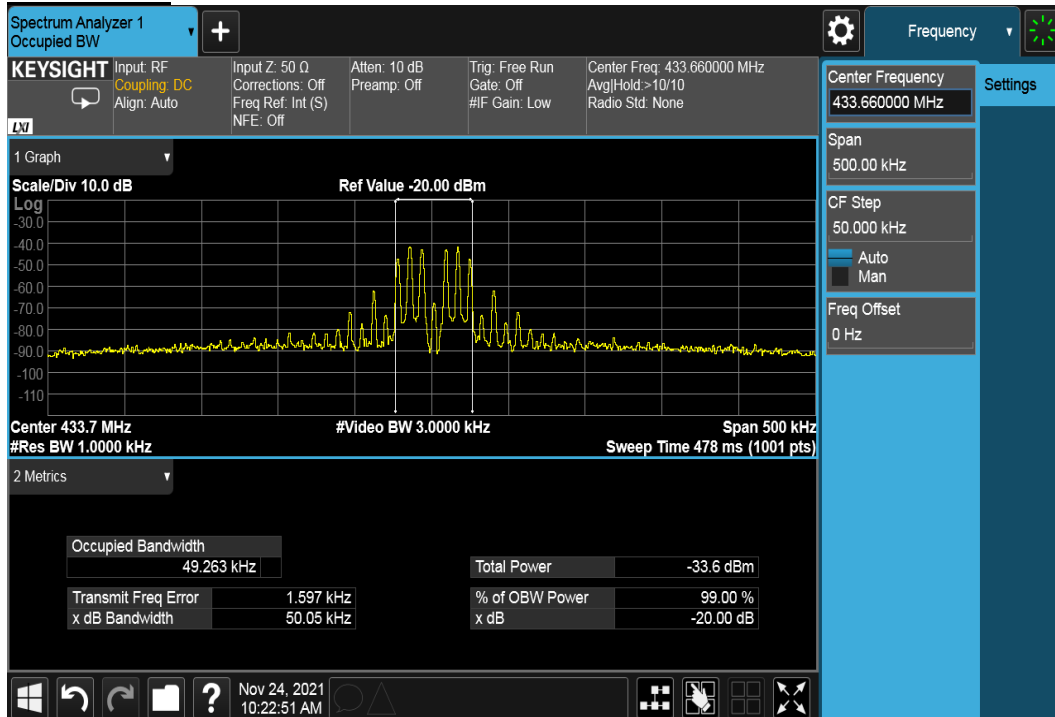 Spectrum Analyzer 1
Occupied BW
+
Frequency
KEYSIGHT
LXI
Input: RF
Coupling: DC
Align: Auto
Input Z: 50 Ω
Corrections: Off
Freq Ref: Int (S)
NFE: Off
Atten: 10 dB
Preamp: Off
Trig: Free Run
Gate: Off
#IF Gain: Low
Center Freq: 433.660000 MHz
Avg|Hold:>10/10
Radio Std: None
Center Frequency
433.660000 MHz
Settings
Span
500.00 kHz
CF Step
50.000 kHz
Auto
Man
Freq Offset
0 Hz
1 Graph
Scale/Div 10.0 dB
Ref Value -20.00 dBm
Log
-30.0
-40.0
-50.0
-60.0
-70.0
-80.0
-90.0
-100
-110
Center 433.7 MHz
#Video BW 3.0000 kHz
Span 500 kHz
#Res BW 1.0000 kHz
Sweep Time 478 ms (1001 pts)
2 Metrics
Occupied Bandwidth
49.263 kHz
Total Power -33.6 dBm
Transmit Freq Error 1.597 kHz
% of OBW Power 99.00 %
x dB Bandwidth 50.05 kHz
x dB -20.00 dB
?
Nov 24, 2021
10:22:51 AM